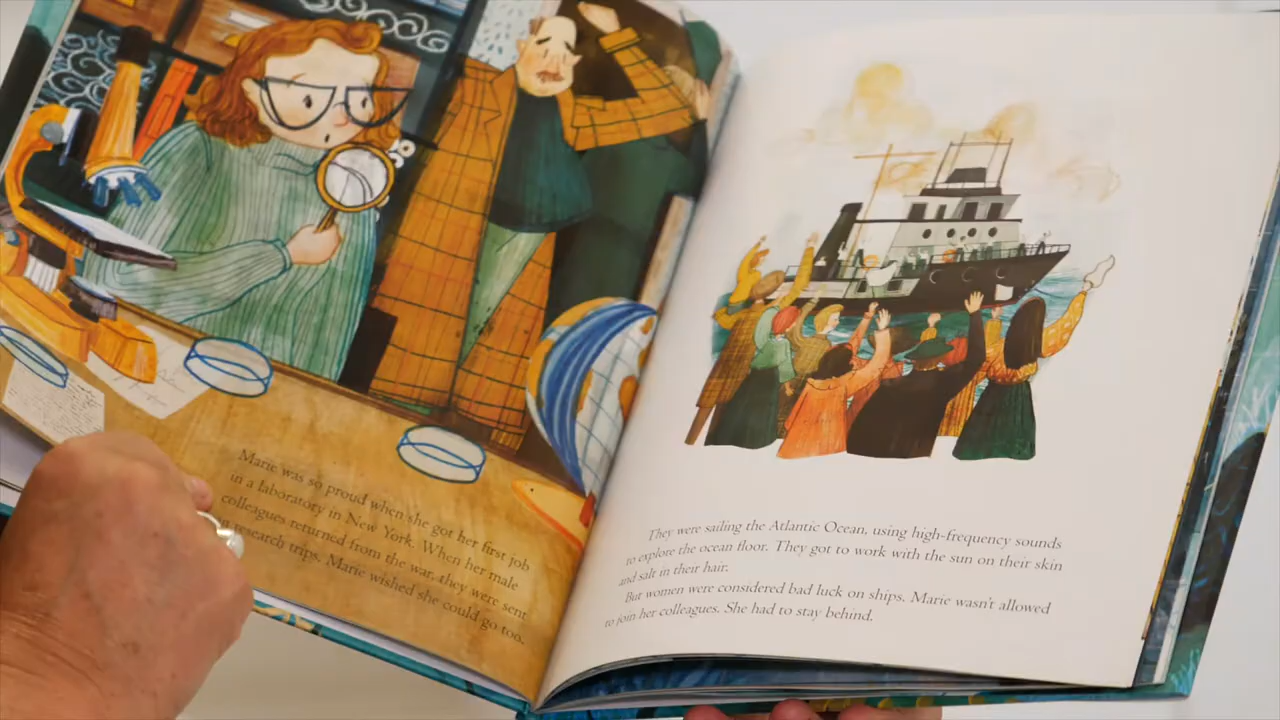 Marie was so proud when she got her first job
in a laboratory in New York. When her male
colleagues returned from the war, they were sent
research trips. Marie wished she could go too.
They were sailing the Atlantic Ocean, using high-frequency sounds
to explore the ocean floor. They got to work with the sun on their skin
and salt in their hair.
But women were considered bad luck on ships. Marie wasn't allowed
to join her colleagues. She had to stay behind.